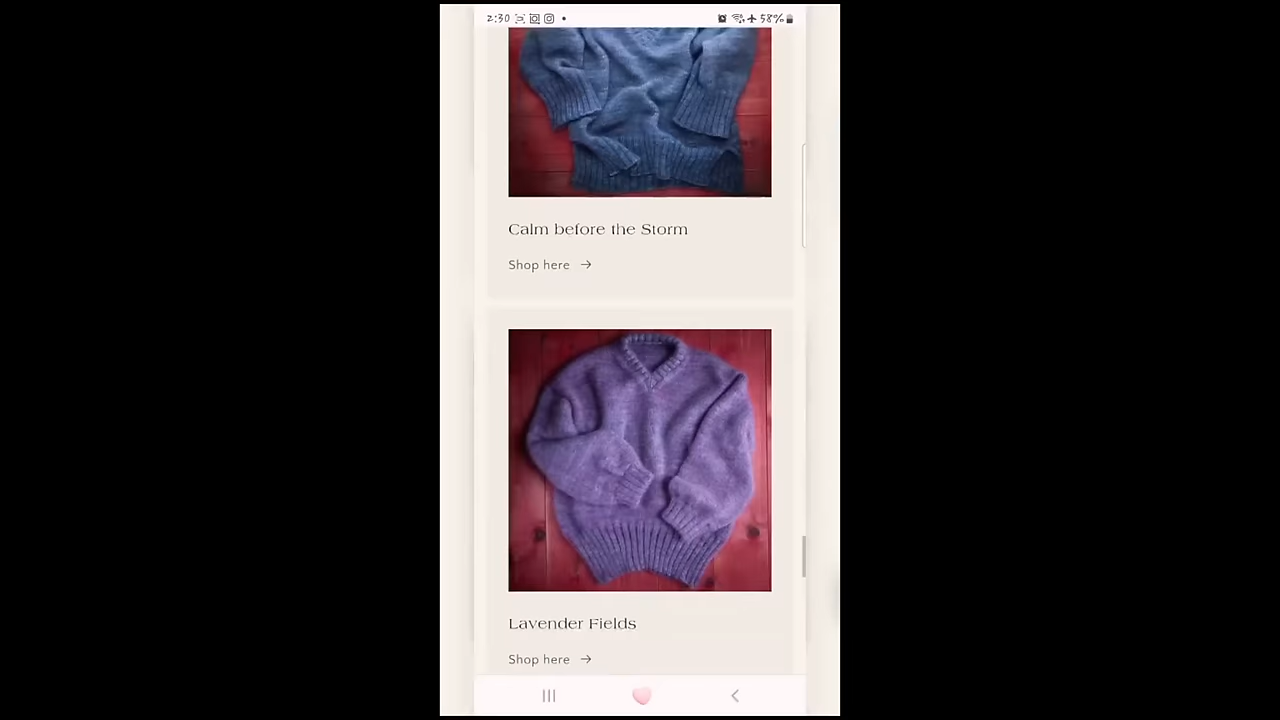 2:30
58%
Calm before the Storm
Shop here →
Lavender Fields
Shop here →